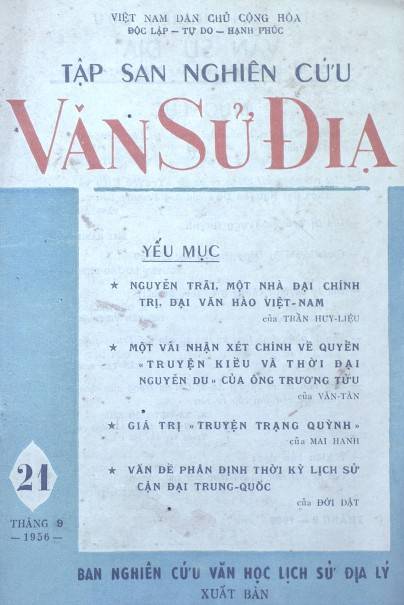 VIỆT NAM DÂN CHỦ CỘNG HÒA
ĐỘC LẬP — TỰ DO — HẠNH PHÚC
TẬP SAN NGHIÊN CỨU
VĂN SỬ ĐỊA
YẾU MỤC
★ NGUYỄN TRÃI, MỘT NHÀ ĐẠI CHÍNH
TRỊ, ĐẠI VĂN HÀO VIỆT-NAM
của TRẦN HUY-LIỆU
★ MỘT VÀI NHẬN XÉT CHÍNH VỀ QUYỂN
«TRUYỆN KIỀU VÀ THỜI ĐẠI
NGUYỄN DU» CỦA ÔNG TRƯƠNG TỬU
của VĂN-TÂN
★ GIÁ TRỊ «TRUYỆN TRẠNG QUỲNH»
của MAI HANH
★ VẤN ĐỀ PHÂN ĐỊNH THỜI KỲ LỊCH SỬ
CẬN ĐẠI TRUNG-QUỐC
của ĐỜI DẬT
21
THÁNG 9
— 1956 —
BAN NGHIÊN CỨU VĂN HỌC LỊCH SỬ ĐỊA LÝ
XUẤT BẢN